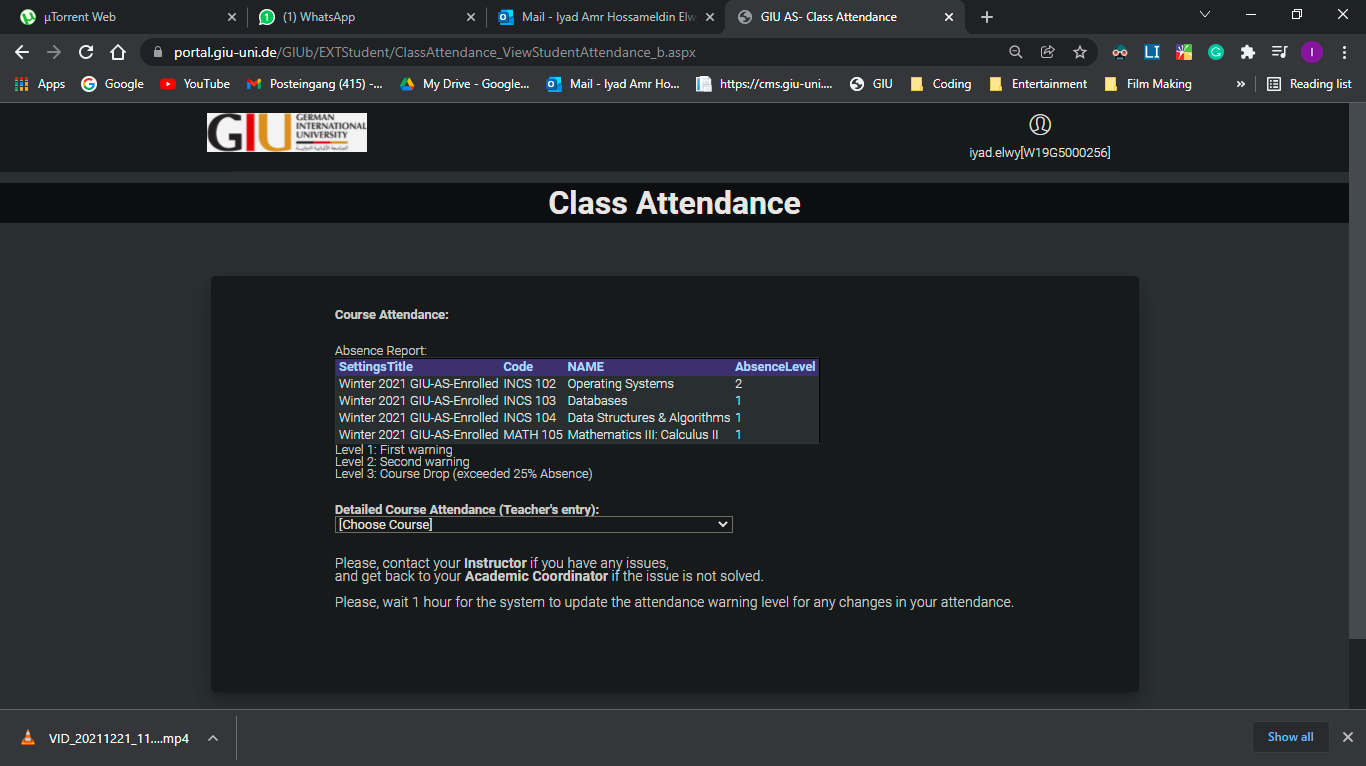 µTorrent Web
(1) WhatsApp
Mail - Iyad Amr Hossameldin Elw
GIU AS- Class Attendance
portal.giu-uni.de/GIUb/EXTStudent/ClassAttendance_ViewStudentAttendance_b.aspx
LI
G
I
Apps
Google
YouTube
Posteingang (415) -...
My Drive - Google...
Mail - Iyad Amr Ho...
https://cms.giu-uni....
GIU
Coding
Entertainment
Film Making
»
Reading list
GIU
GERMAN
INTERNATIONAL
UNIVERSITY
الجامعة الألمانية الدولية
iyad.elwy[W19G5000256]
Class Attendance
Course Attendance:
Absence Report:
SettingsTitle Code NAME AbsenceLevel
Winter 2021 GIU-AS-Enrolled INCS 102 Operating Systems 2
Winter 2021 GIU-AS-Enrolled INCS 103 Databases 1
Winter 2021 GIU-AS-Enrolled INCS 104 Data Structures & Algorithms 1
Winter 2021 GIU-AS-Enrolled MATH 105 Mathematics III: Calculus II 1
Level 1: First warning
Level 2: Second warning
Level 3: Course Drop (exceeded 25% Absence)
Detailed Course Attendance (Teacher's entry):
[Choose Course]
Please, contact your Instructor if you have any issues,
and get back to your Academic Coordinator if the issue is not solved.
Please, wait 1 hour for the system to update the attendance warning level for any changes in your attendance.
VID_20211221_11....mp4
Show all